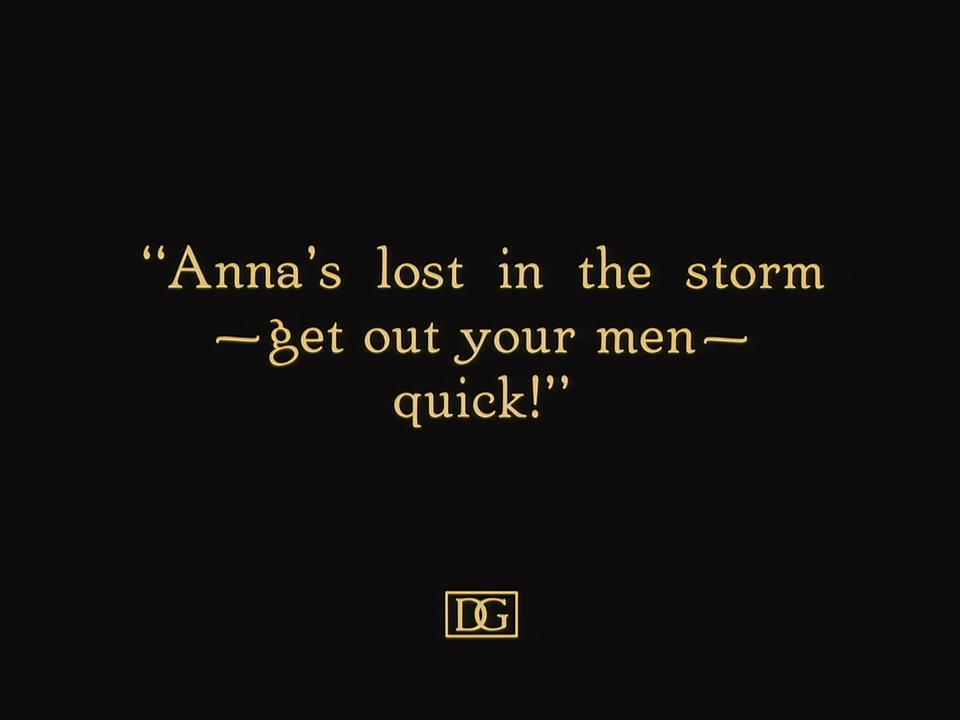 “Anna’s lost in the storm
—get out your men—
quick!”
DG